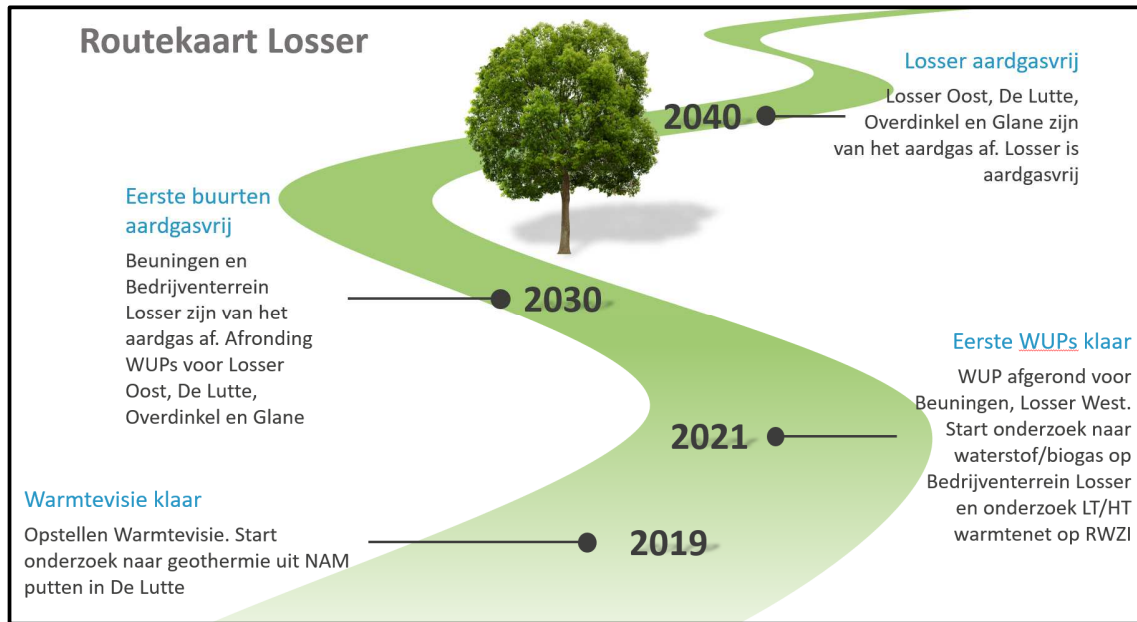 Routekaart Losser
Losser aardgasvrij
Losser Oost, De Lutte,
Overdinkel en Glane zijn
van het aardgas af. Losser is
aardgasvrij
2040
Eerste buurten
aardgasvrij
Beuningen en
Bedrijventerrein
Losser zijn van het
aardgas af. Afronding
WUPs voor Losser
Oost, De Lutte,
Overdinkel en Glane
2030
Eerste WUPs klaar
WUP afgerond voor
Beuningen, Losser West.
Start onderzoek naar
waterstof/biogas op
Bedrijventerrein Losser
en onderzoek LT/HT
warmtenet op RWZI
2021
Warmtevisie klaar
Opstellen Warmtevisie. Start
onderzoek naar geothermie uit NAM
putten in De Lutte
2019